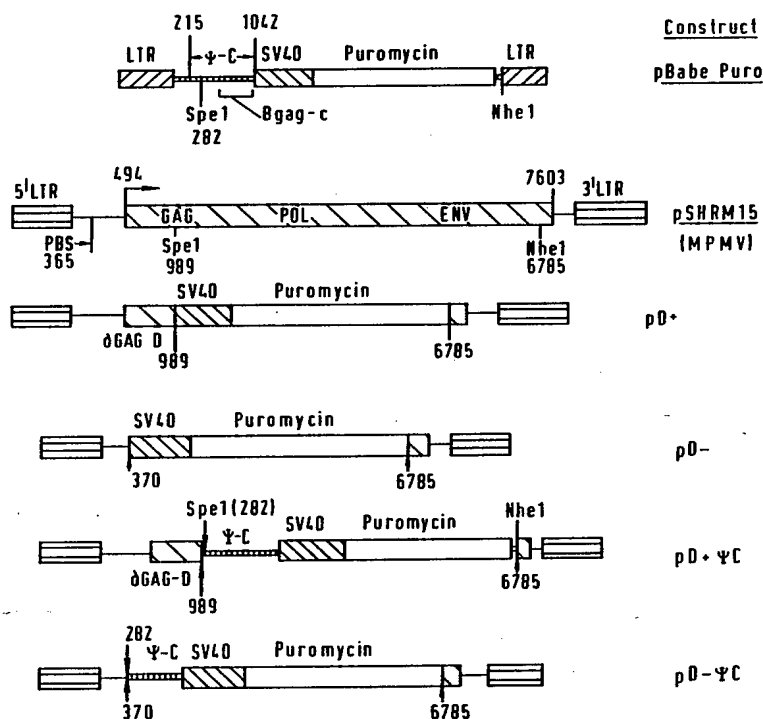 Construct
215
1042
Ψ-C
LTR
SV40
Puromycin
LTR
pBabe Puro
Spe1
282
Bgag-c
Nhe1
5'LTR
494
7603
3'LTR
GAG
POL
ENV
pSHRM15
(MPMV)
PBS
365
Spe1
989
Nhe1
6785
SV40
Puromycin
pD+
∂GAG D
989
6785
SV40
Puromycin
pD-
370
6785
Spe1(282)
Ψ-C
SV40
Puromycin
Nhe1
pD+ΨC
∂GAG-D
989
6785
282
Ψ-C
SV40
Puromycin
pD-ΨC
370
6785